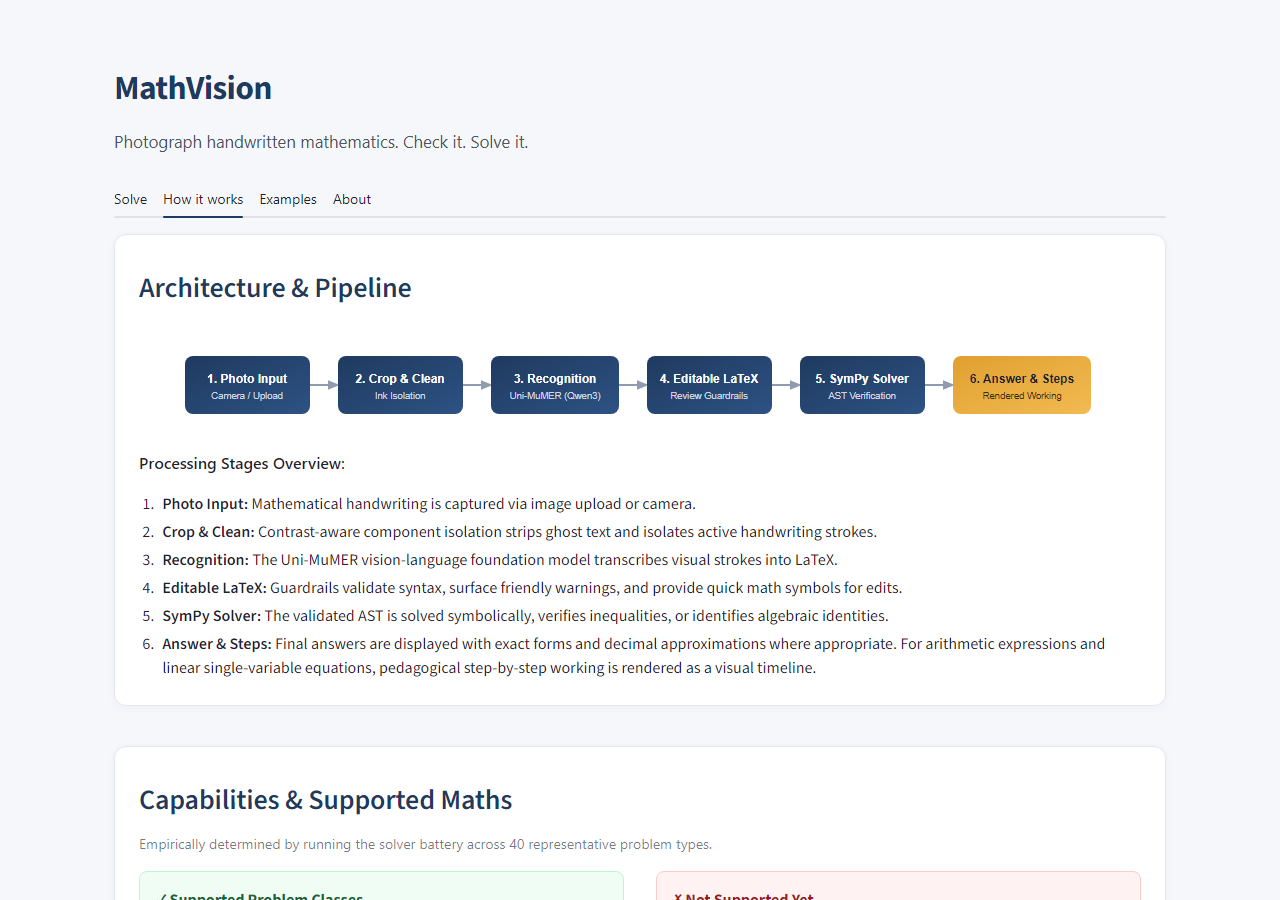 MathVision
Photograph handwritten mathematics. Check it. Solve it.
Solve How it works Examples About
Architecture & Pipeline
1. Photo Input
Camera / Upload
2. Crop & Clean
Ink Isolation
3. Recognition
Uni-MuMER (Qwen3)
4. Editable LaTeX
Review Guardrails
5. SymPy Solver
AST Verification
6. Answer & Steps
Rendered Working
Processing Stages Overview:
1. Photo Input: Mathematical handwriting is captured via image upload or camera.
2. Crop & Clean: Contrast-aware component isolation strips ghost text and isolates active handwriting strokes.
3. Recognition: The Uni-MuMER vision-language foundation model transcribes visual strokes into LaTeX.
4. Editable LaTeX: Guardrails validate syntax, surface friendly warnings, and provide quick math symbols for edits.
5. SymPy Solver: The validated AST is solved symbolically, verifies inequalities, or identifies algebraic identities.
6. Answer & Steps: Final answers are displayed with exact forms and decimal approximations where appropriate. For arithmetic expressions and
linear single-variable equations, pedagogical step-by-step working is rendered as a visual timeline.
Capabilities & Supported Maths
Empirically determined by running the solver battery across 40 representative problem types.
✓ Supported Problem Classes
✗ Not Supported Yet